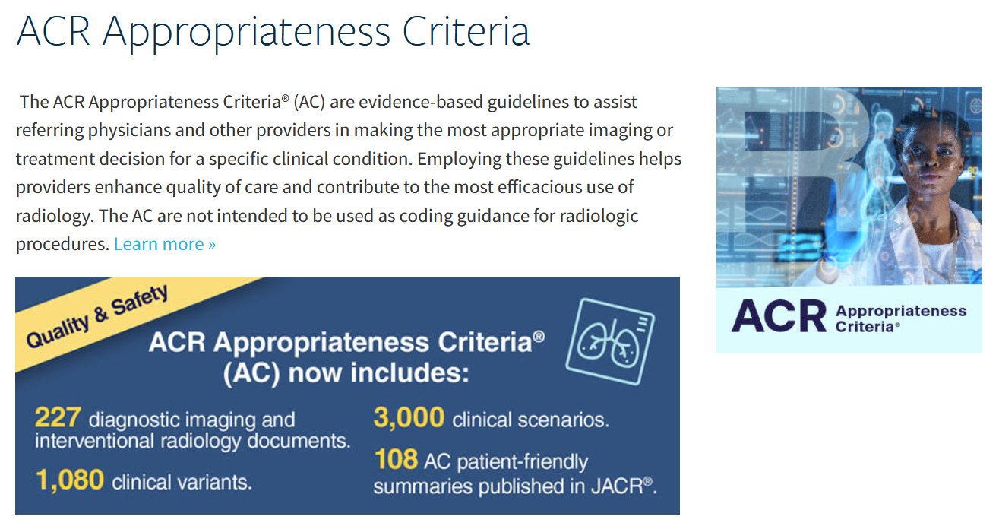 ACR Appropriateness Criteria
The ACR Appropriateness Criteria® (AC) are evidence-based guidelines to assist
referring physicians and other providers in making the most appropriate imaging or
treatment decision for a specific clinical condition. Employing these guidelines helps
providers enhance quality of care and contribute to the most efficacious use of
radiology. The AC are not intended to be used as coding guidance for radiologic
procedures. Learn more »
Quality & Safety
ACR Appropriateness Criteria®
(AC) now includes:
227 diagnostic imaging and
interventional radiology documents.
1,080 clinical variants.
3,000 clinical scenarios.
108 AC patient-friendly
summaries published in JACR®.
R
ACR Appropriateness
Criteria®